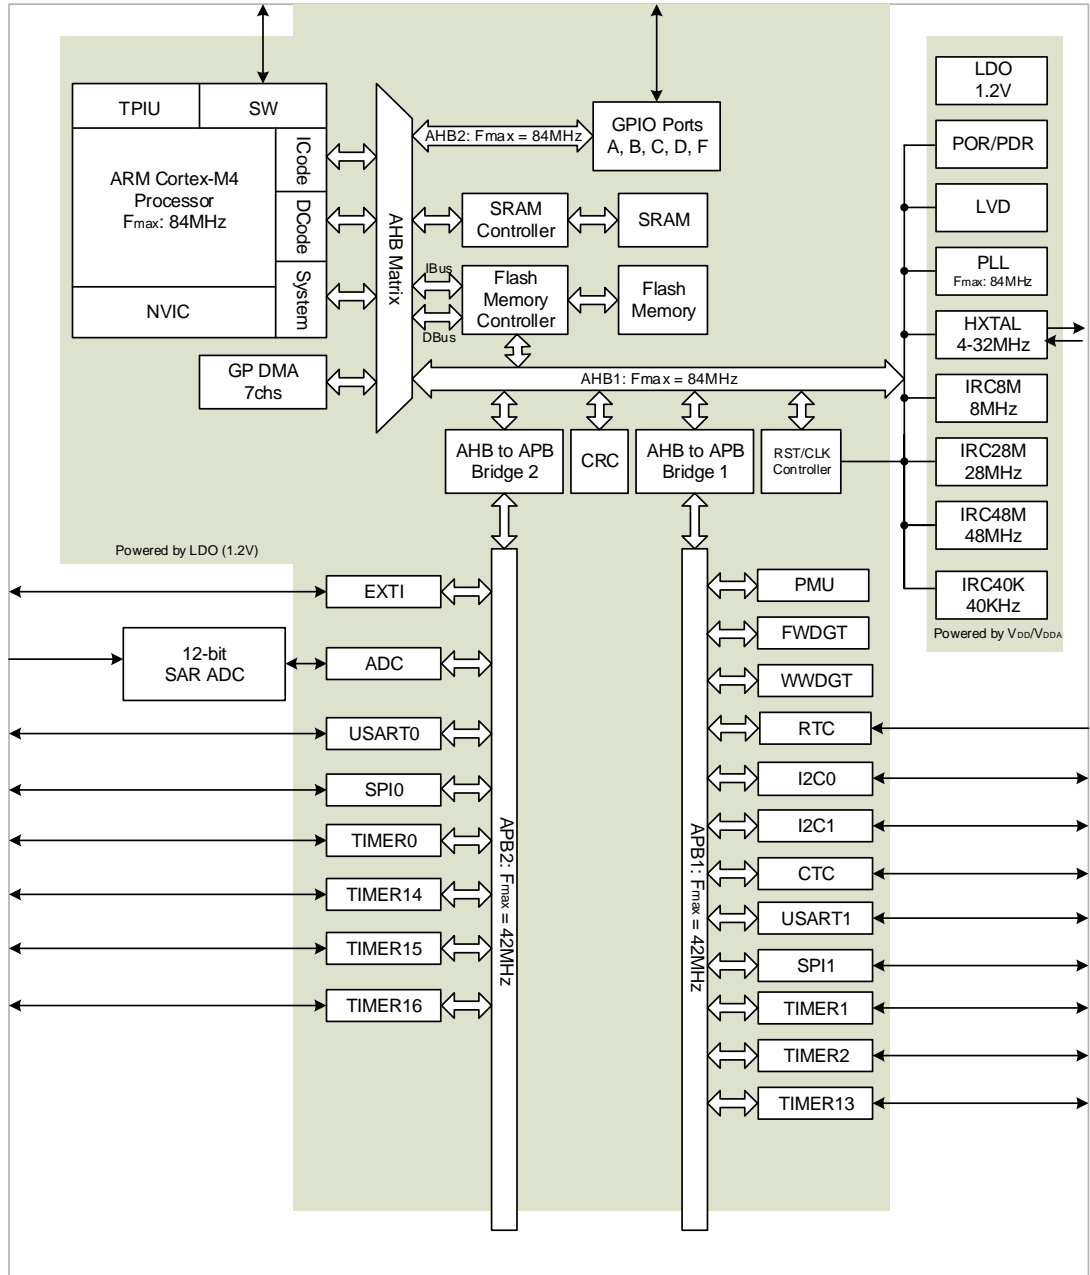 TPIU
SW
ARM Cortex-M4
Processor
Fmax: 84MHz
ICode
DCode
System
NVIC
GP DMA
7chs
AHB Matrix
AHB2: Fmax = 84MHz
GPIO Ports
A, B, C, D, F
SRAM
Controller
SRAM
IBus
DBus
Flash
Memory
Controller
Flash
Memory
AHB1: Fmax = 84MHz
AHB to APB
Bridge 2
CRC
AHB to APB
Bridge 1
RST/CLK
Controller
LDO
1.2V
POR/PDR
LVD
PLL
Fmax: 84MHz
HXTAL
4-32MHz
IRC8M
8MHz
IRC28M
28MHz
IRC48M
48MHz
IRC40K
40KHz
Powered by VDD/VDDA
Powered by LDO (1.2V)
EXTI
12-bit
SAR ADC
ADC
USART0
SPI0
TIMER0
TIMER14
TIMER15
TIMER16
APB2: Fmax = 42MHz
APB1: Fmax = 42MHz
PMU
FWDGT
WWDGT
RTC
I2C0
I2C1
CTC
USART1
SPI1
TIMER1
TIMER2
TIMER13